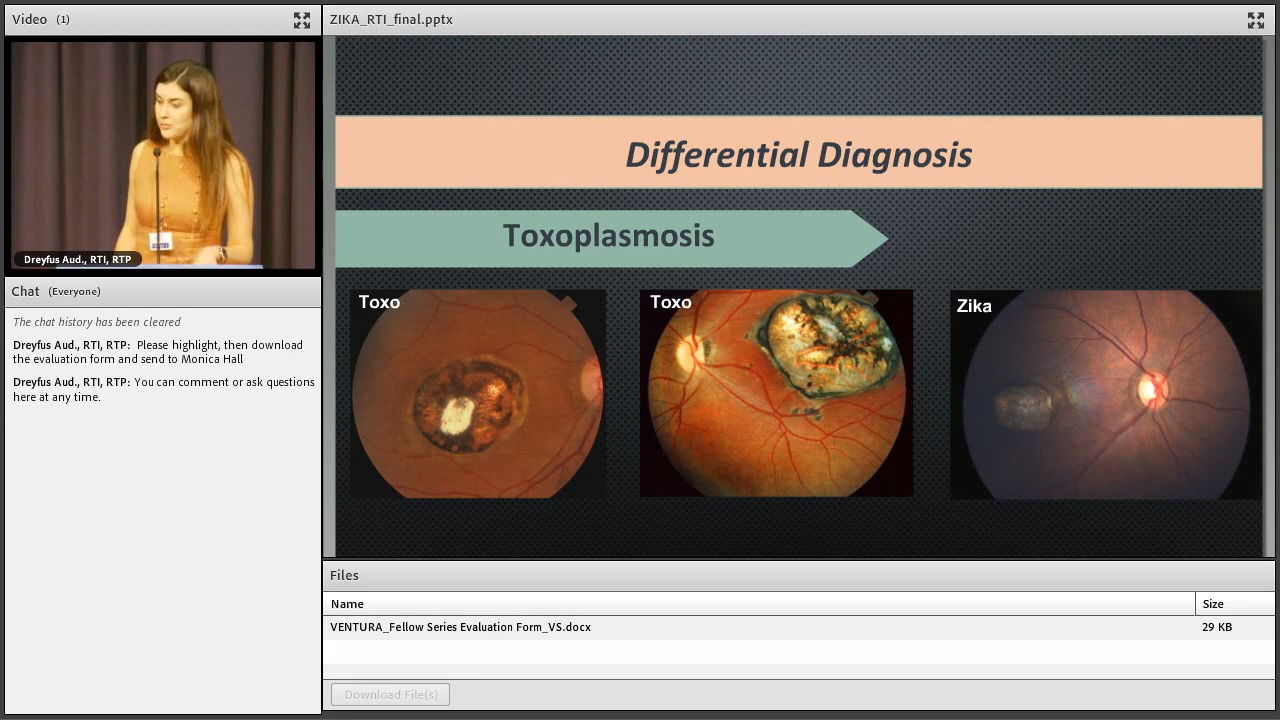 Video (1)
Dreyfus Aud., RTI, RTP
Chat (Everyone)
The chat history has been cleared
Dreyfus Aud., RTI, RTP: Please highlight, then download
the evaluation form and send to Monica Hall
Dreyfus Aud., RTI, RTP: You can comment or ask questions
here at any time.
ZIKA_RTI_final.pptx
Differential Diagnosis
Toxoplasmosis
Toxo
Toxo
Zika
Files
Name Size
VENTURA_Fellow Series Evaluation Form_VS.docx 29 KB
Download File(s)